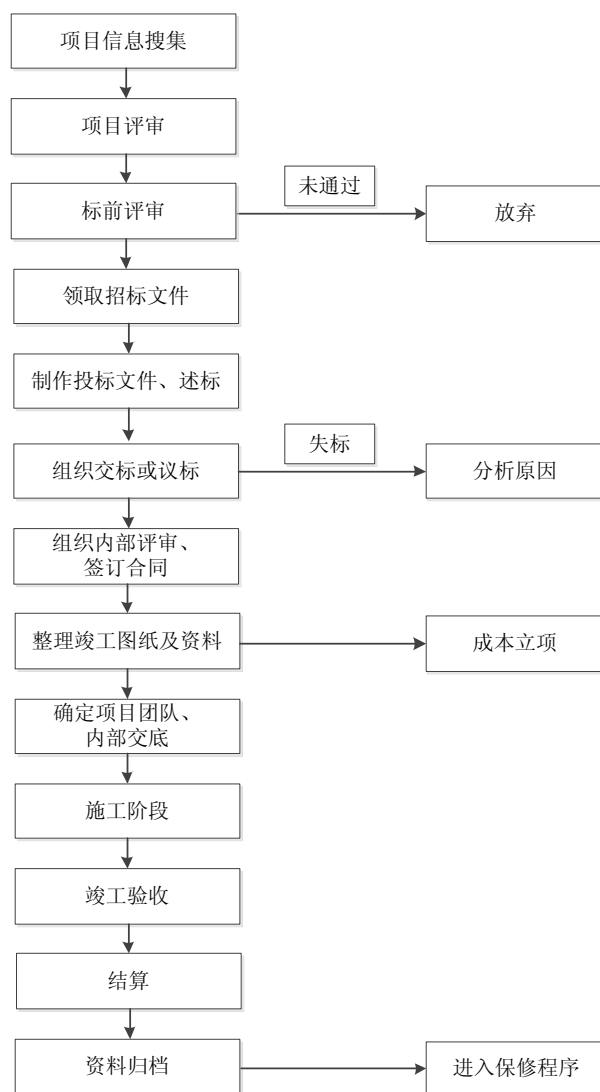 项目信息搜集
项目评审
标前评审
未通过
放弃
领取招标文件
制作投标文件、述标
组织交标或议标
失标
分析原因
组织内部评审、
签订合同
整理竣工图纸及资料
成本立项
确定项目团队、
内部交底
施工阶段
竣工验收
结算
资料归档
进入保修程序